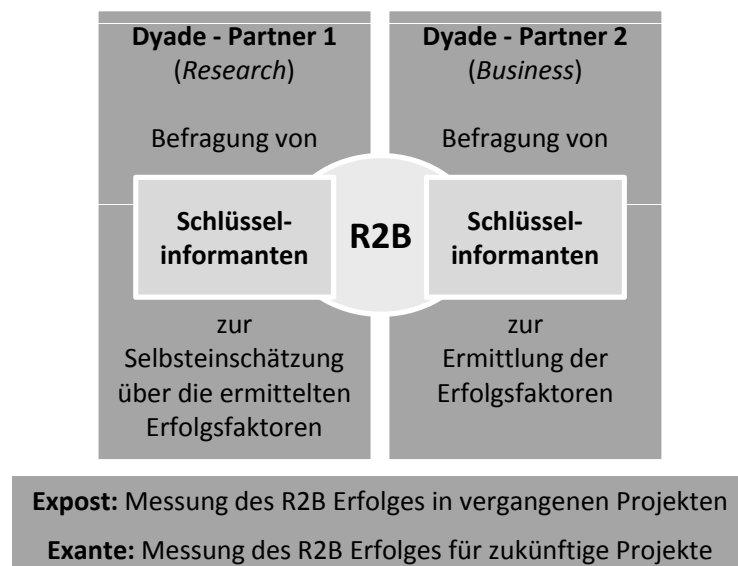 Dyade - Partner 1
(Research)
Befragung von
Schlüssel-
informanten
zur
Selbsteinschätzung
über die ermittelten
Erfolgsfaktoren
R2B
Dyade - Partner 2
(Business)
Befragung von
Schlüssel-
informanten
zur
Ermittlung der
Erfolgsfaktoren
Expost: Messung des R2B Erfolges in vergangenen Projekten
Exante: Messung des R2B Erfolges für zukünftige Projekte